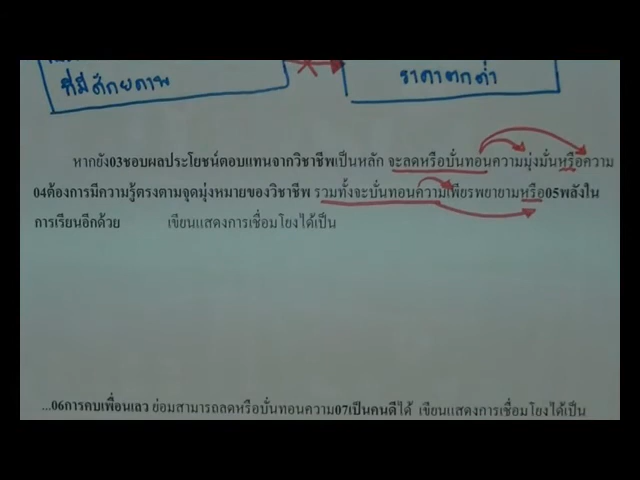 ที่มีศักยภาพ
ราคาตกต่ำ
หากยัง03ชอบผลประโยชน์ตอบแทนจากวิชาชีพเป็นหลัก จะลดหรือบั่นทอนความมุ่งมั่นหรือความ
04ต้องการมีความรู้ตรงตามจุดมุ่งหมายของวิชาชีพ รวมทั้งจะบั่นทอนความเพียรพยายามหรือ05พลังใน
การเรียนอีกด้วย เขียนแสดงการเชื่อมโยงได้เป็น
...06การคบเพื่อนเลว ย่อมสามารถลดหรือบั่นทอนความ07เป็นคนดีได้ เขียนแสดงการเชื่อมโยงได้เป็น